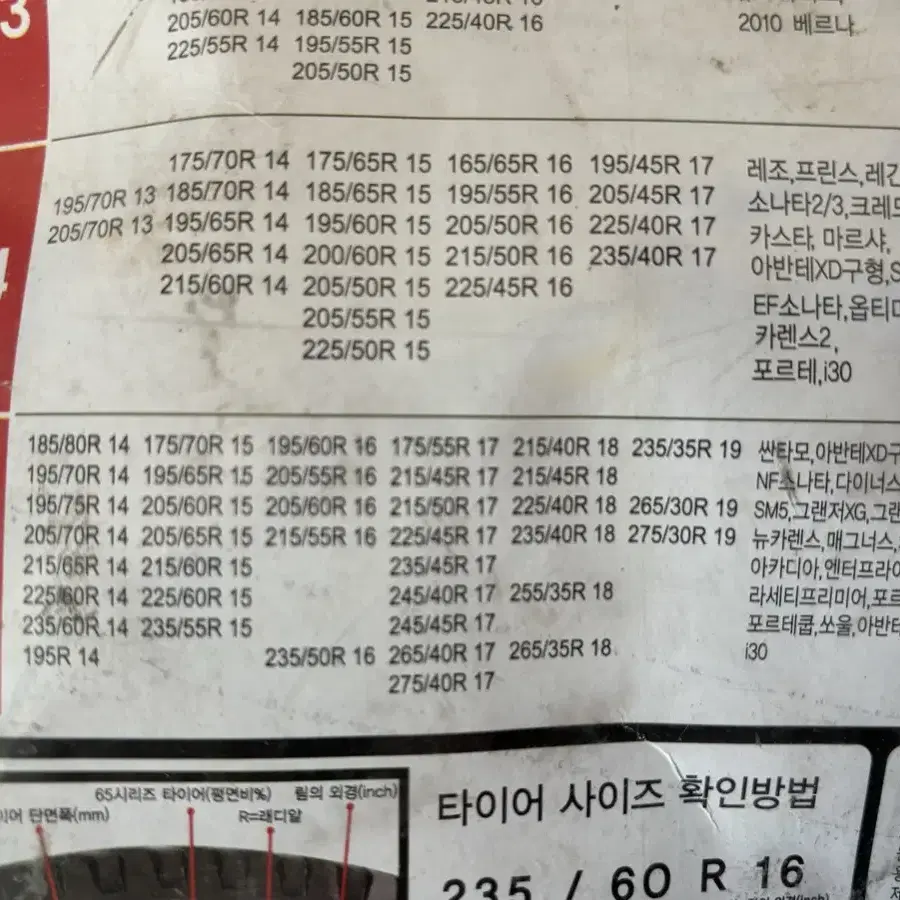 3
205/60R 14 185/60R 15 225/40R 16 2010 베르나
225/55R 14 195/55R 15
205/50R 15
175/70R 14 175/65R 15 165/65R 16 195/45R 17 레조,프린스,레간
195/70R 13 185/70R 14 185/65R 15 195/55R 16 205/45R 17 소나타2/3,크레도
205/70R 13 195/65R 14 195/60R 15 205/50R 16 225/40R 17 카스타, 마르샤,
205/65R 14 200/60R 15 215/50R 16 235/40R 17 아반테XD구형,S
215/60R 14 205/50R 15 225/45R 16 EF소나타,옵티마
205/55R 15 카렌스2,
225/50R 15 포르테,i30
4
185/80R 14 175/70R 15 195/60R 16 175/55R 17 215/40R 18 235/35R 19 싼타모,아반테XD구
195/70R 14 195/65R 15 205/55R 16 215/45R 17 215/45R 18 NF소나타,다이너스
195/75R 14 205/60R 15 205/60R 16 215/50R 17 225/40R 18 265/30R 19 SM5,그랜저XG,그랜
205/70R 14 205/65R 15 215/55R 16 225/45R 17 235/40R 18 275/30R 19 뉴카렌스,매그너스,
215/65R 14 215/60R 15 235/45R 17 아카디아,엔터프라이
225/60R 14 225/60R 15 245/40R 17 255/35R 18 라세티프리미어,포르
235/60R 14 235/55R 15 245/45R 17 포르테쿱,쏘울,아반테
195R 14 235/50R 16 265/40R 17 265/35R 18 i30
275/40R 17
65시리즈 타이어(평면비%) 림의 외경(inch)
이어 단면폭(mm) R=래디알
타이어 사이즈 확인방법
235 / 60 R 16